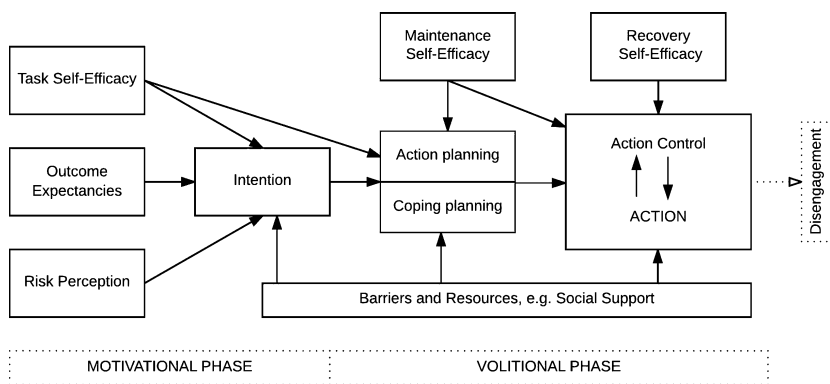 Maintenance
Self-Efficacy
Recovery
Self-Efficacy
Task Self-Efficacy
Outcome
Expectancies
Risk Perception
Intention
Action planning
Coping planning
Action Control
ACTION
Disengagement
Barriers and Resources, e.g. Social Support
MOTIVATIONAL PHASE
VOLITIONAL PHASE